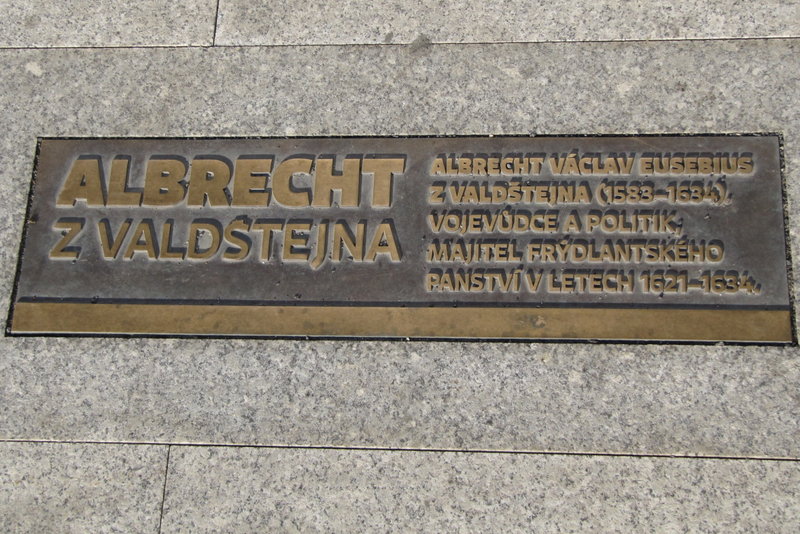 ALBRECHT
Z VALDŠTEJNA
ALBRECHT VÁCLAV EUSEBIUS
Z VALDŠTEJNA (1583–1634),
VOJEVŮDCE A POLITIK,
MAJITEL FRÝDLANTSKÉHO
PANSTVÍ V LETECH 1621–1634.